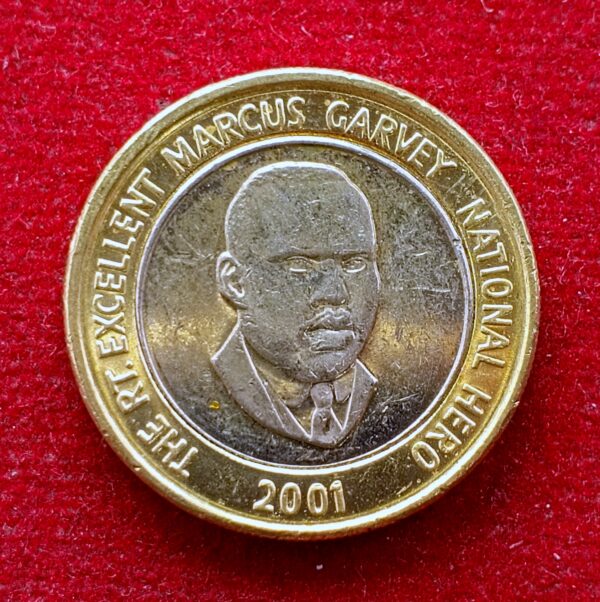 THE RT. EXCELLENT MARCUS GARVEY NATIONAL HERO
2001